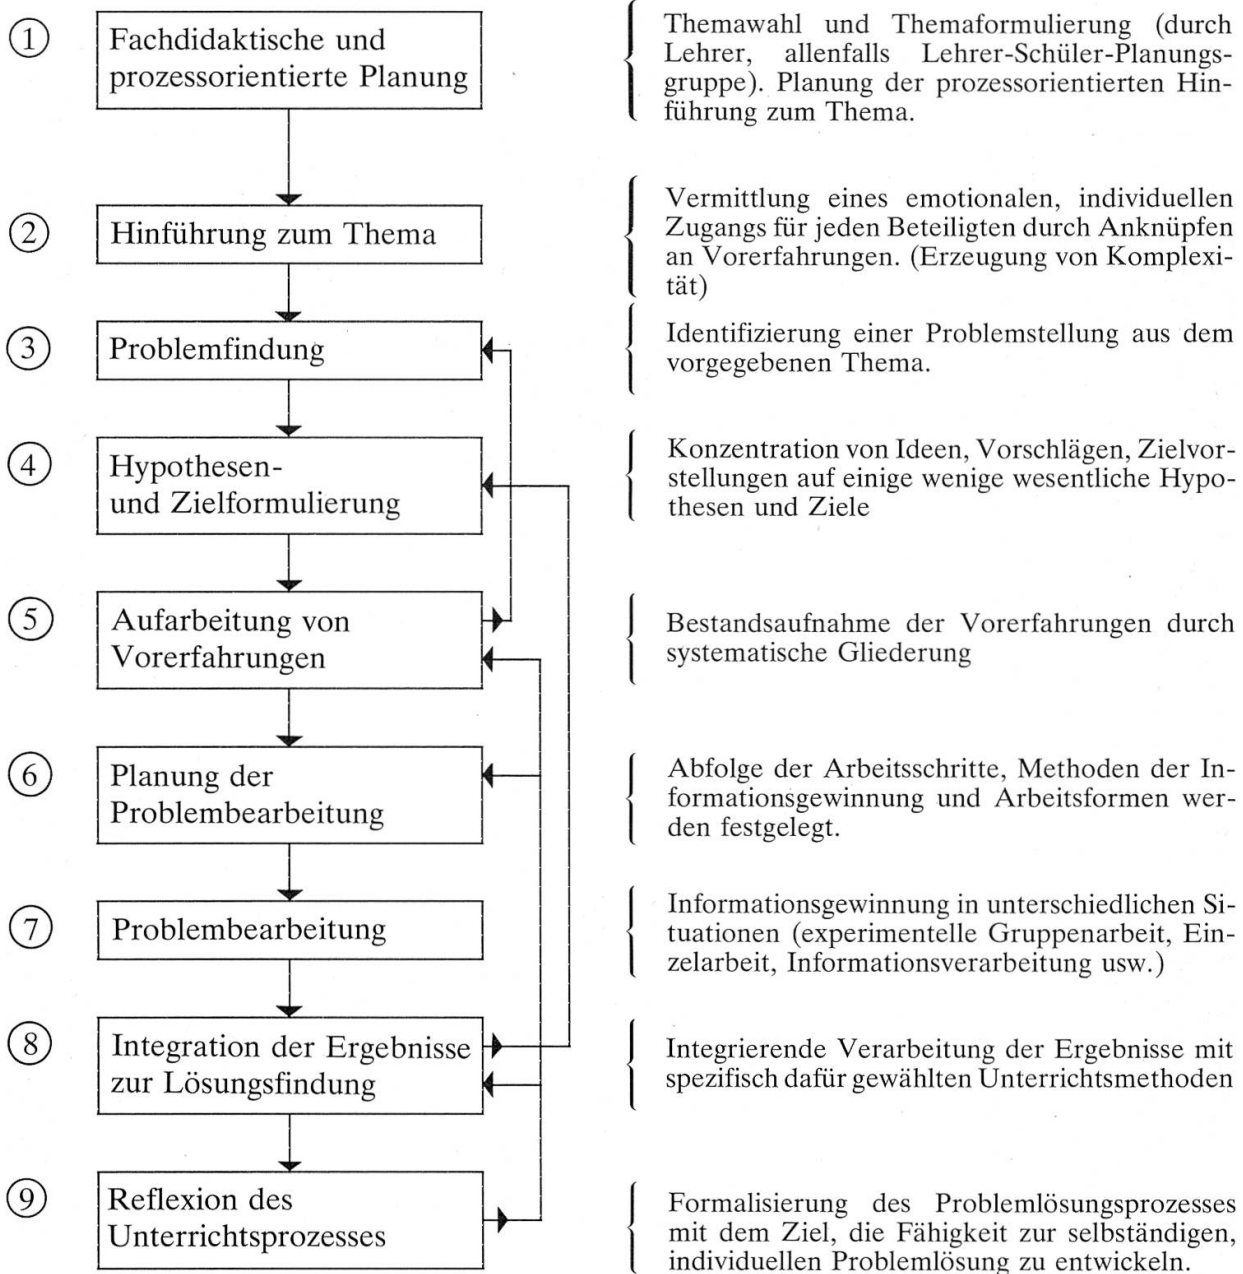 1
Fachdidaktische und
prozessorientierte Planung
Themawahl und Themaformulierung (durch
Lehrer, allenfalls Lehrer-Schüler-Planungs-
gruppe). Planung der prozessorientierten Hin-
führung zum Thema.
2
Hinführung zum Thema
Vermittlung eines emotionalen, individuellen
Zugangs für jeden Beteiligten durch Anknüpfen
an Vorerfahrungen. (Erzeugung von Komplexi-
tät)
3
Problemfindung
Identifizierung einer Problemstellung aus dem
vorgegebenen Thema.
4
Hypothesen-
und Zielformulierung
Konzentration von Ideen, Vorschlägen, Zielvor-
stellungen auf einige wenige wesentliche Hypo-
thesen und Ziele
5
Aufarbeitung von
Vorerfahrungen
Bestandsaufnahme der Vorerfahrungen durch
systematische Gliederung
6
Planung der
Problembearbeitung
Abfolge der Arbeitsschritte, Methoden der In-
formationsgewinnung und Arbeitsformen wer-
den festgelegt.
7
Problembearbeitung
Informationsgewinnung in unterschiedlichen Si-
tuationen (experimentelle Gruppenarbeit, Ein-
zelarbeit, Informationsverarbeitung usw.)
8
Integration der Ergebnisse
zur Lösungsfindung
Integrierende Verarbeitung der Ergebnisse mit
spezifisch dafür gewählten Unterrichtsmethoden
9
Reflexion des
Unterrichtsprozesses
Formalisierung des Problemlösungsprozesses
mit dem Ziel, die Fähigkeit zur selbständigen,
individuellen Problemlösung zu entwickeln.